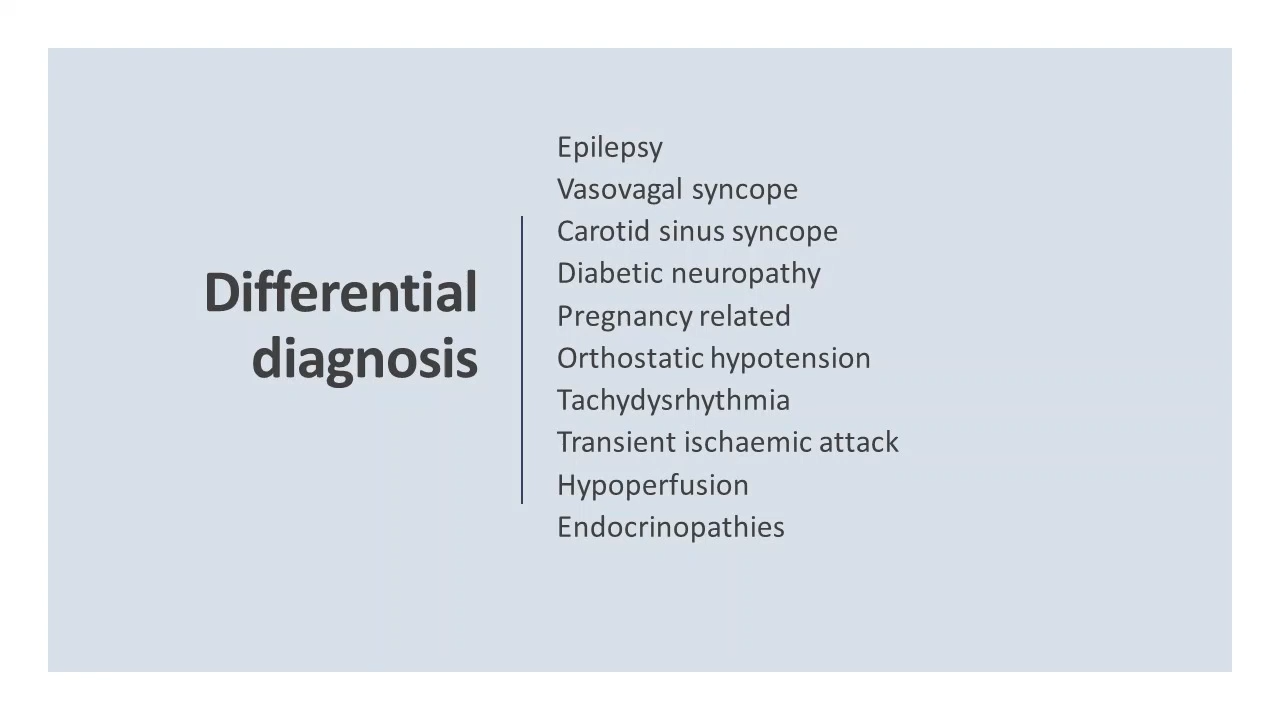 Differential
diagnosis
Epilepsy
Vasovagal syncope
Carotid sinus syncope
Diabetic neuropathy
Pregnancy related
Orthostatic hypotension
Tachydysrhythmia
Transient ischaemic attack
Hypoperfusion
Endocrinopathies